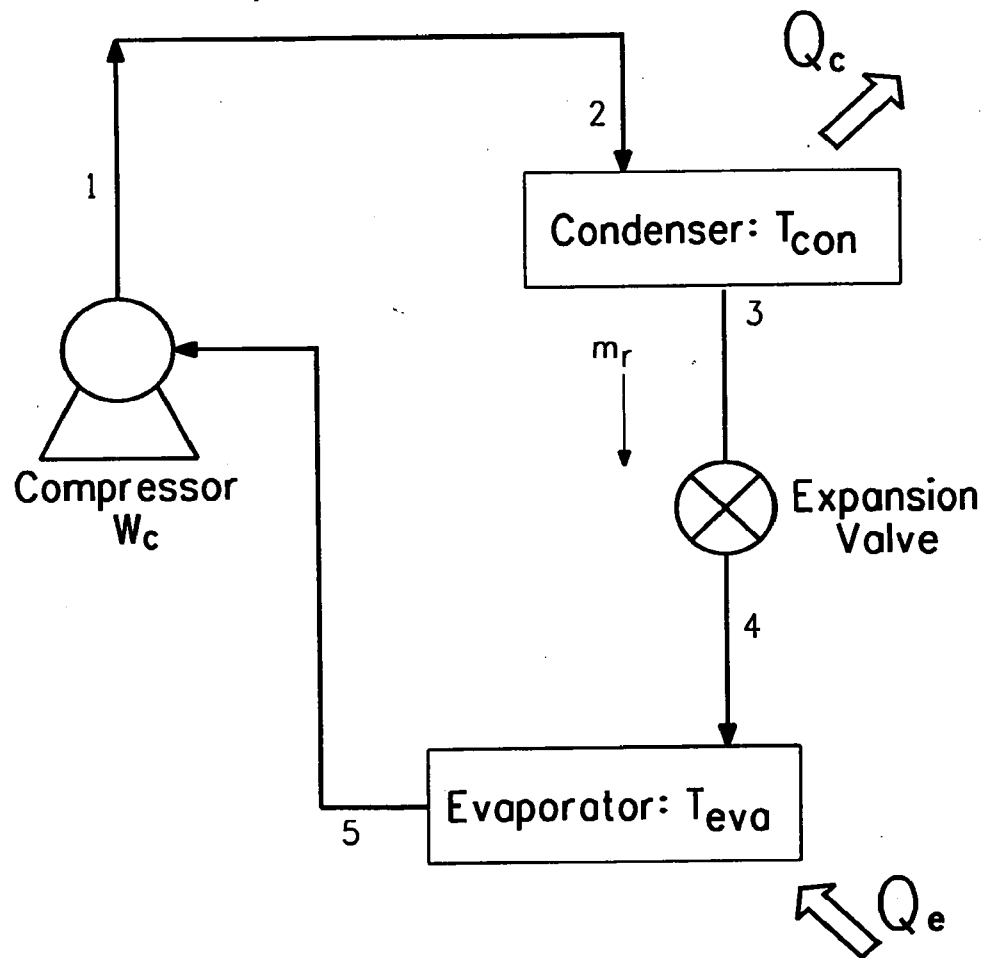 Qc
2
1
Condenser: Tcon
3
mr
Compressor
Wc
Expansion
Valve
4
Evaporator: Teva
5
Qe